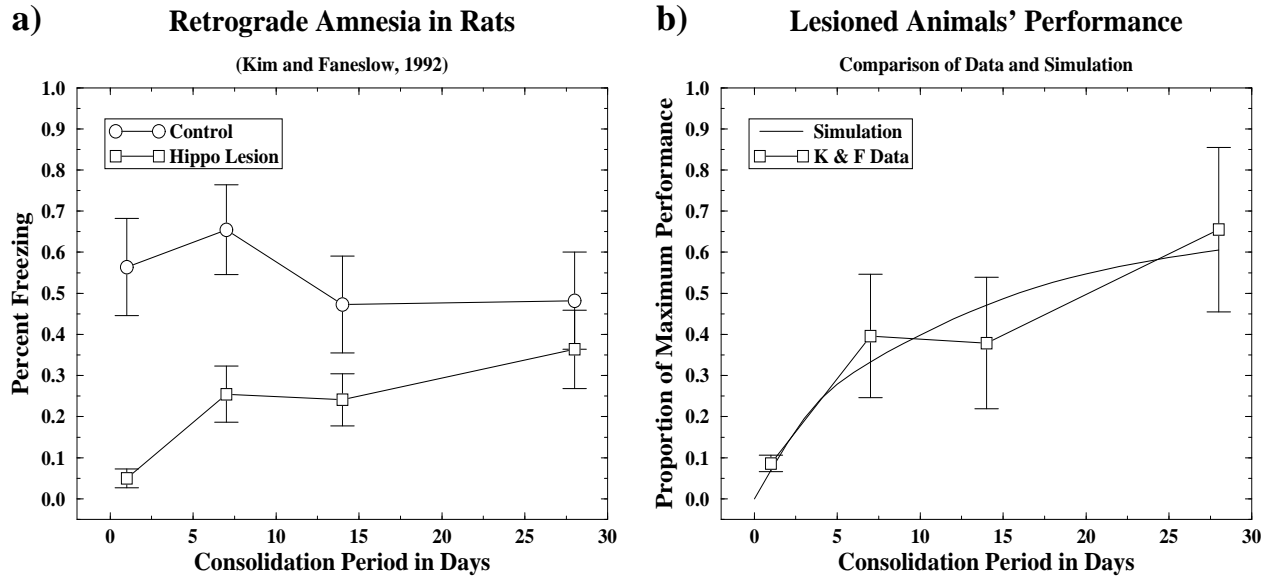 a)
Retrograde Amnesia in Rats
(Kim and Faneslow, 1992)
Percent Freezing
1.0
0.9
0.8
0.7
0.6
0.5
0.4
0.3
0.2
0.1
0.0
Control
Hippo Lesion
0 5 10 15 20 25 30
Consolidation Period in Days
b)
Lesioned Animals' Performance
Comparison of Data and Simulation
Proportion of Maximum Performance
1.0
0.9
0.8
0.7
0.6
0.5
0.4
0.3
0.2
0.1
0.0
Simulation
K & F Data
0 5 10 15 20 25 30
Consolidation Period in Days